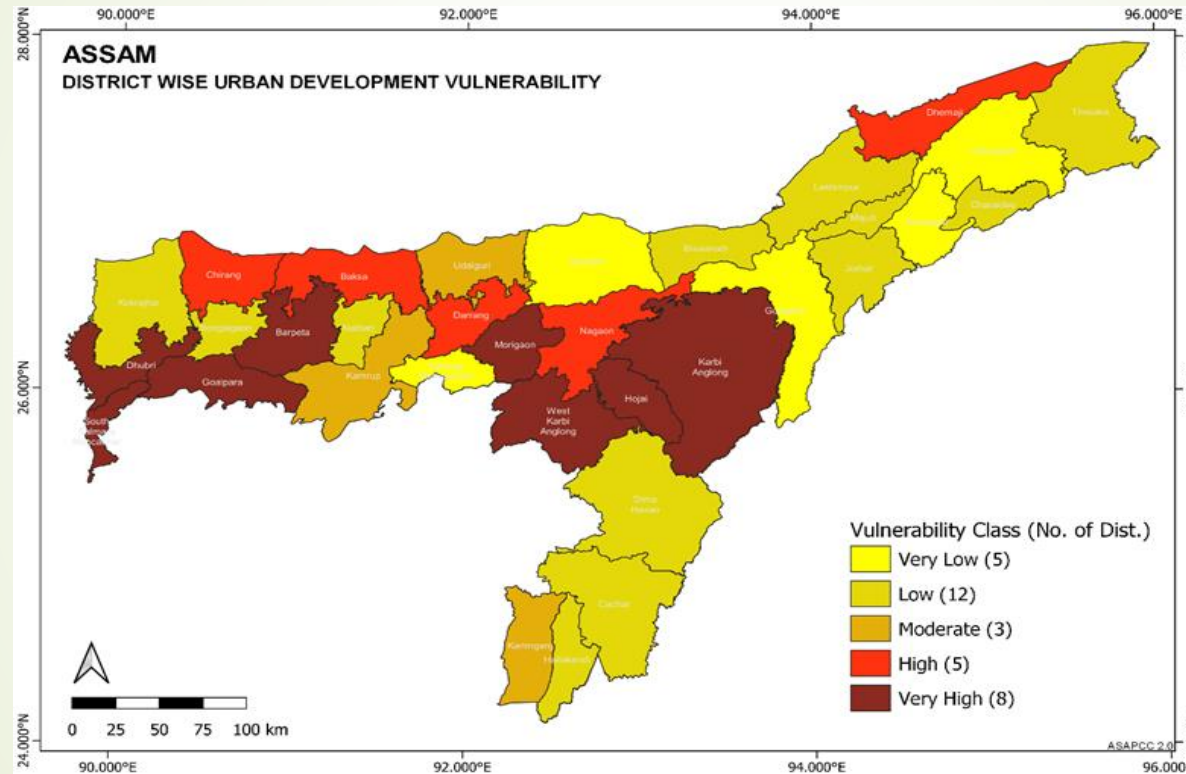 90.000°E 92.000°E 94.000°E 96.000°E
28.000°N
ASSAM
DISTRICT WISE URBAN DEVELOPMENT VULNERABILITY
Dhemaji
Tinsukia
Lakhimpur
Charaideo
Majuli
Biswanath
Udalguri
Jorhat
Chirang
Baksa
Kokrajhar
Bongaigaon
Barpeta
Nalbari
Darrang
Nagaon
Morigaon
26.000°N
Dhubri
Goalpara
Kamrup
Karbi
Anglong
Hojai
West
Karbi
Anglong
South
Dima
Hasao
Cachar
Karimganj
Hailakandi
Vulnerability Class (No. of Dist.)
Very Low (5)
Low (12)
Moderate (3)
High (5)
Very High (8)
0 25 50 75 100 km
24.000°N
ASAPCC 2.0
90.000°E 92.000°E 94.000°E 96.000°